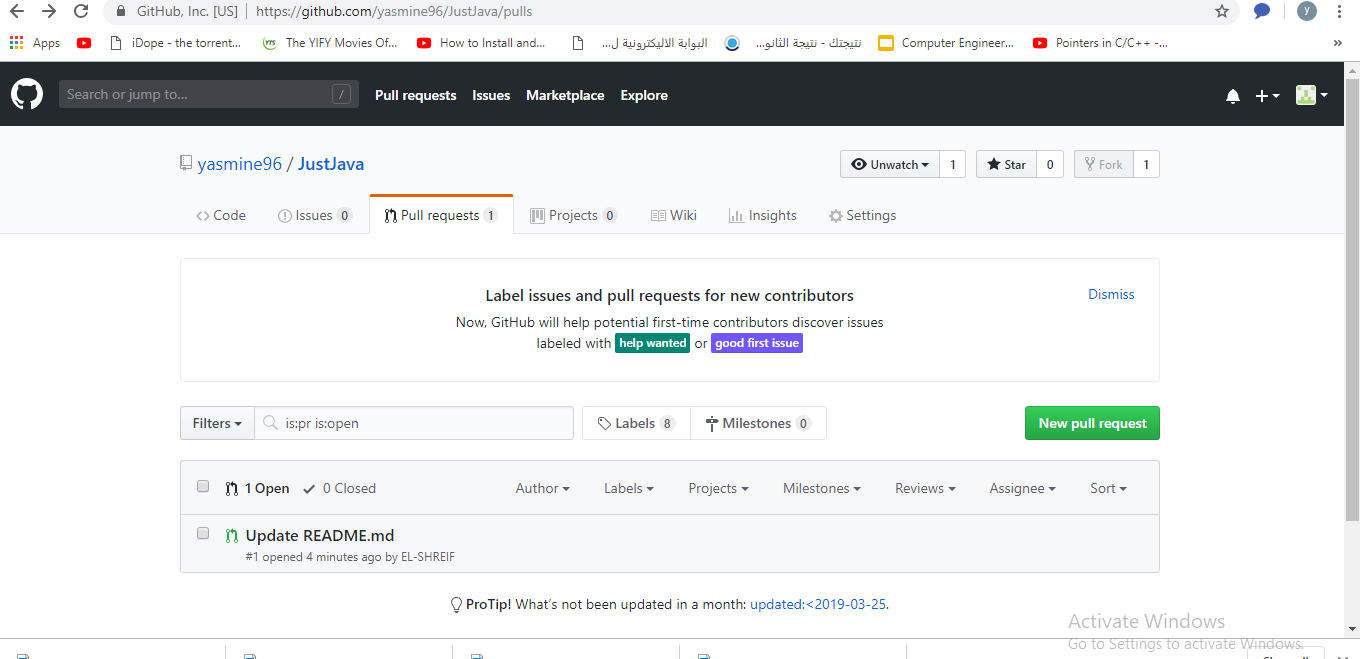 GitHub, Inc. [US] | https://github.com/yasmine96/JustJava/pulls y
Apps iDope - the torrent... The YIFY Movies Of... How to Install and... البوابة الاليكترونية ل... نتيجتك - نتيجة الثانو... Computer Engineer... Pointers in C/C++ -... »
Search or jump to... / Pull requests Issues Marketplace Explore
yasmine96 / JustJava Unwatch 1 Star 0 Fork 1
Code Issues 0 Pull requests 1 Projects 0 Wiki Insights Settings
Label issues and pull requests for new contributors Dismiss
Now, GitHub will help potential first-time contributors discover issues
labeled with help wanted or good first issue
Filters is:pr is:open Labels 8 Milestones 0 New pull request
1 Open 0 Closed Author Labels Projects Milestones Reviews Assignee Sort
Update README.md
#1 opened 4 minutes ago by EL-SHREIF
ProTip! What's not been updated in a month: updated:<2019-03-25.
Activate Windows
Go to Settings to activate Windows.